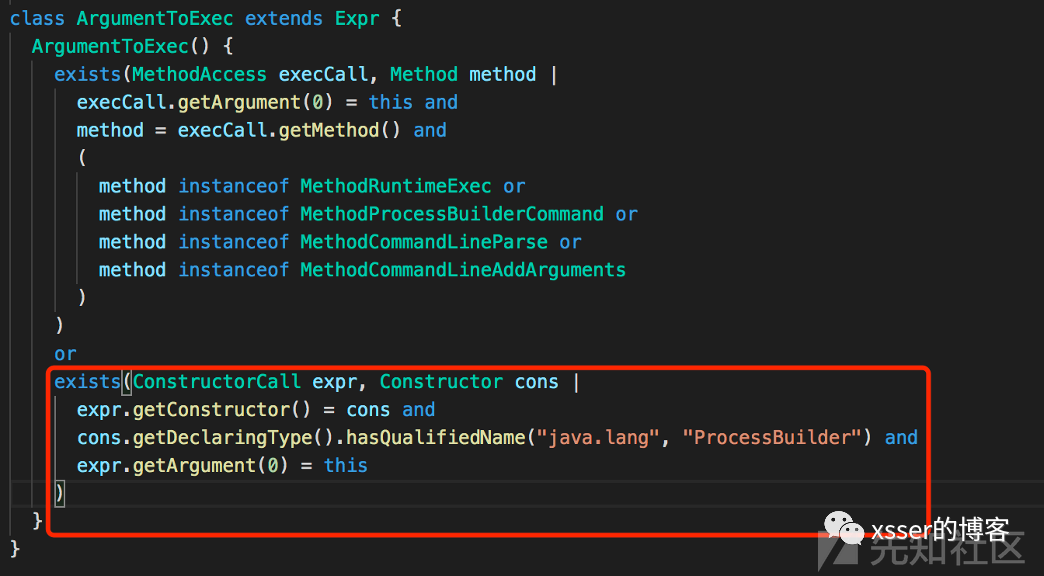 class ArgumentToExec extends Expr {
  ArgumentToExec() {
    exists(MethodAccess execCall, Method method |
      execCall.getArgument(0) = this and
      method = execCall.getMethod() and
      (
        method instanceof MethodRuntimeExec or
        method instanceof MethodProcessBuilderCommand or
        method instanceof MethodCommandLineParse or
        method instanceof MethodCommandLineAddArguments
      )
    )
    or
    exists(ConstructorCall expr, Constructor cons |
      expr.getConstructor() = cons and
      cons.getDeclaringType().hasQualifiedName("java.lang", "ProcessBuilder") and
      expr.getArgument(0) = this
    )
  }
}
xsser的博客
先知社区